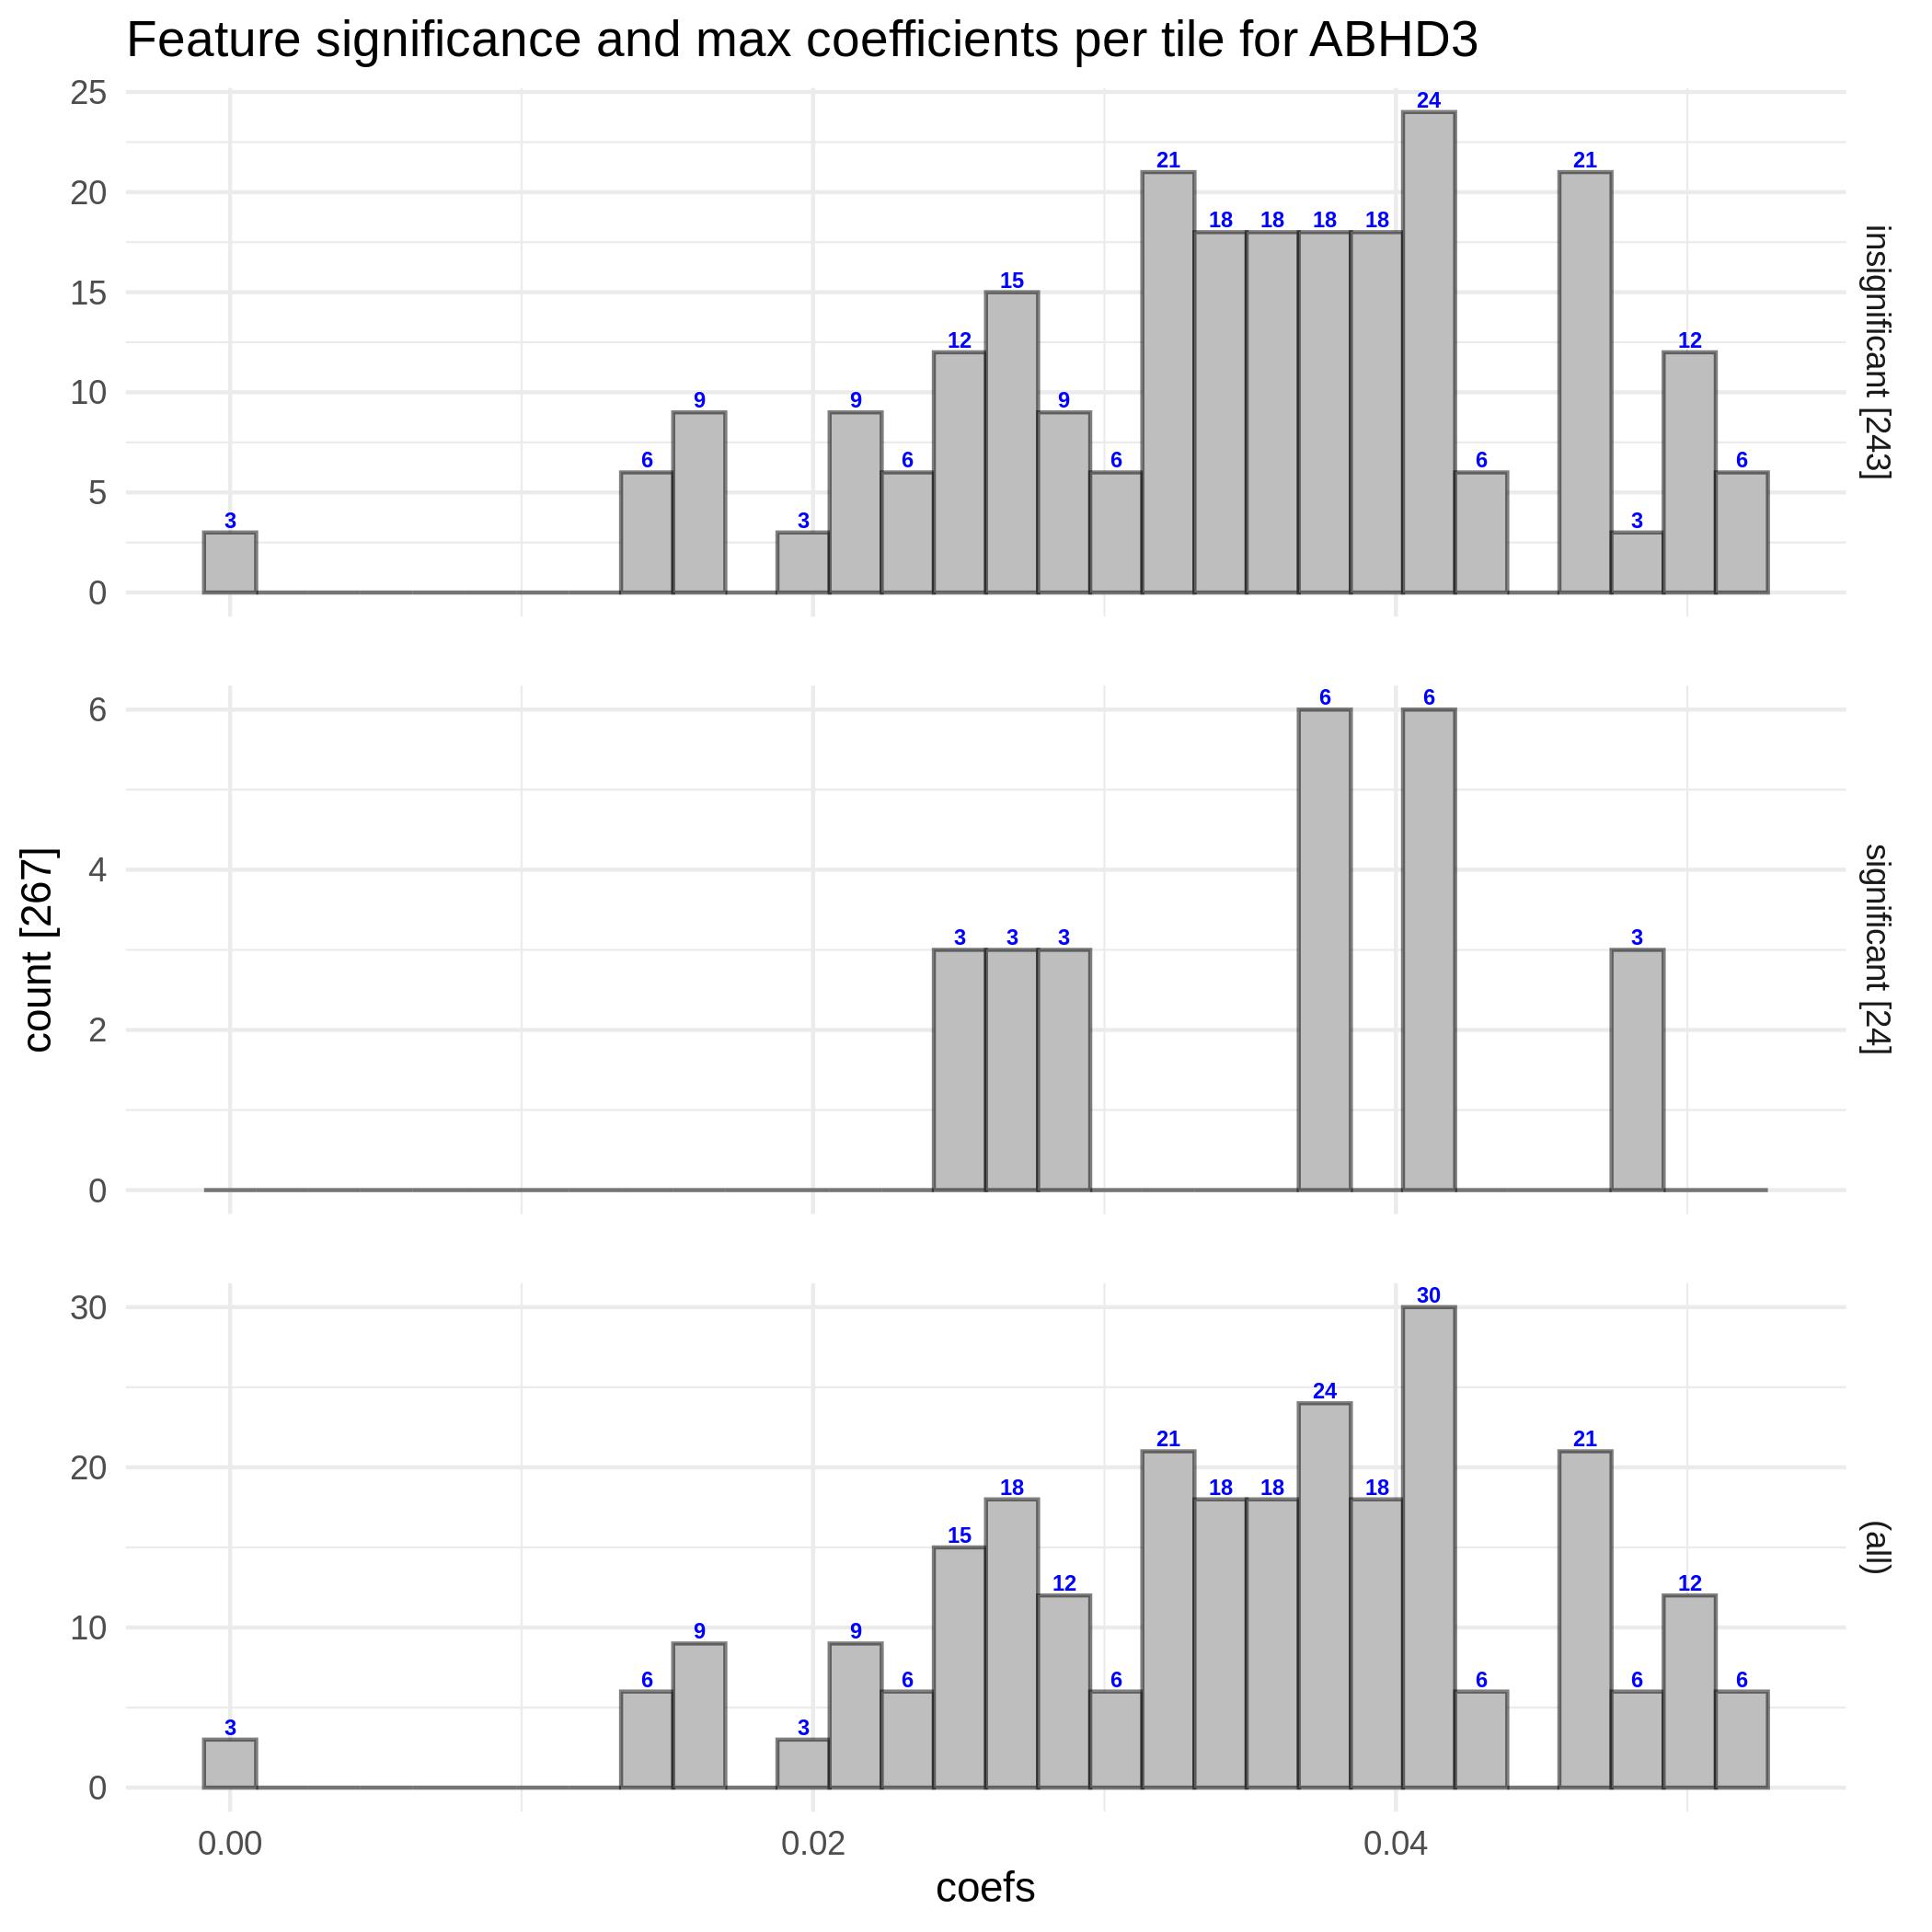 Feature significance and max coefficients per tile for ABHD3
25
20
15
10
5
0
3 6 9 3 9 6 12 15 9 6 21 18 18 18 18 24 6 21 3 12 6
insignificant [243]
count [267]
6
4
2
0
3 3 3 6 6 3
significant [24]
30
20
10
0
3 6 9 3 9 6 15 18 12 6 21 18 18 24 18 30 6 21 6 12 6
(all)
0.00 0.02 0.04
coefs